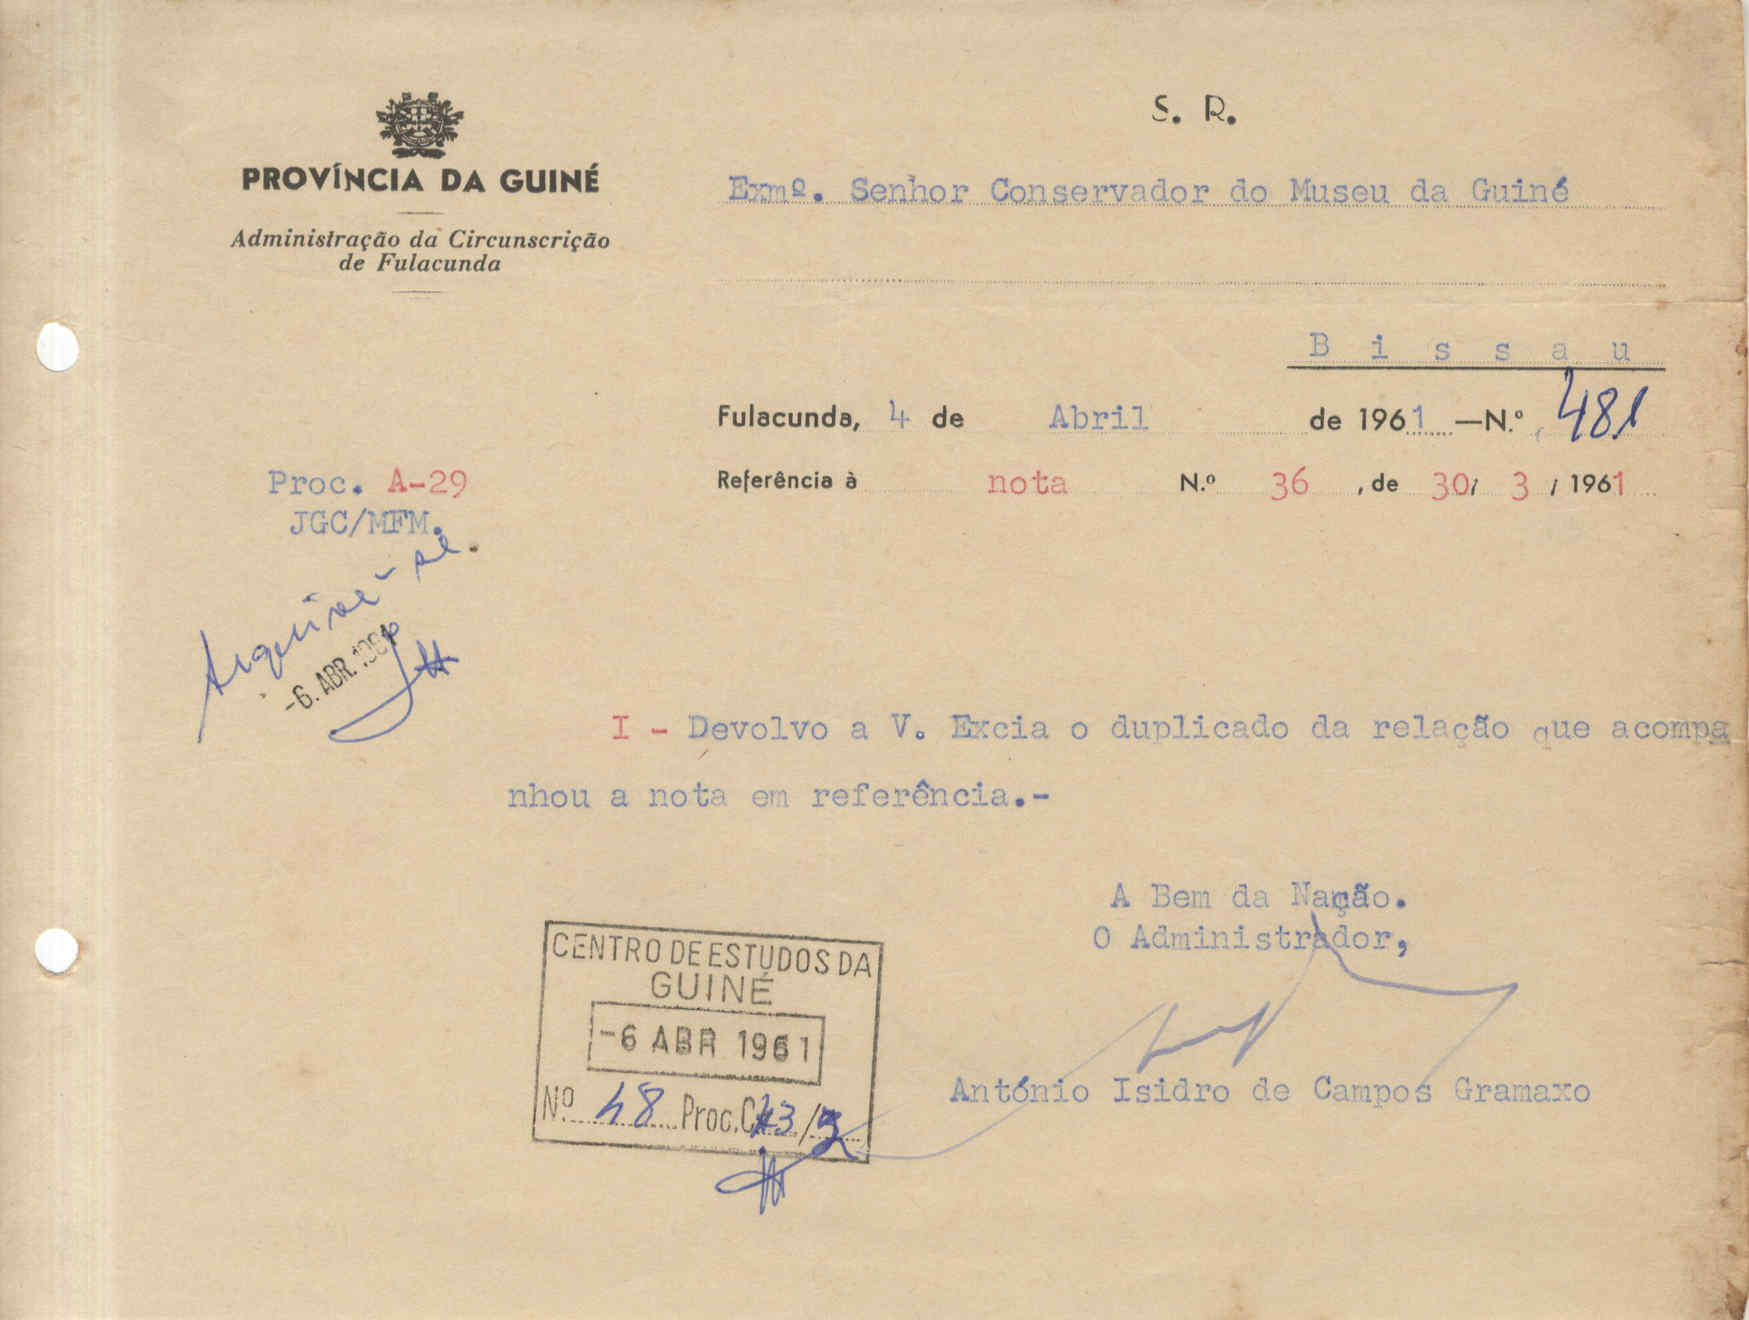 S. R.
PROVÍNCIA DA GUINÉ
Administração da Circunscrição
de Fulacunda
Exmº. Senhor Conservador do Museu da Guiné
Bissau
Fulacunda, 4 de Abril de 1961 —N.º 481
Referência à nota N.º 36, de 30/ 3 / 1961
Proc. A-29
JGC/MFM.
Arquive-se
-6. ABR. 1961
I - Devolvo a V. Excia o duplicado da relação que acompa
nhou a nota em referência.-
A Bem da Nação.
O Administrador,
António Isidro de Campos Gramaxo
CENTRO DE ESTUDOS DA
GUINÉ
-6 ABR 1961
Nº 48 Proc.